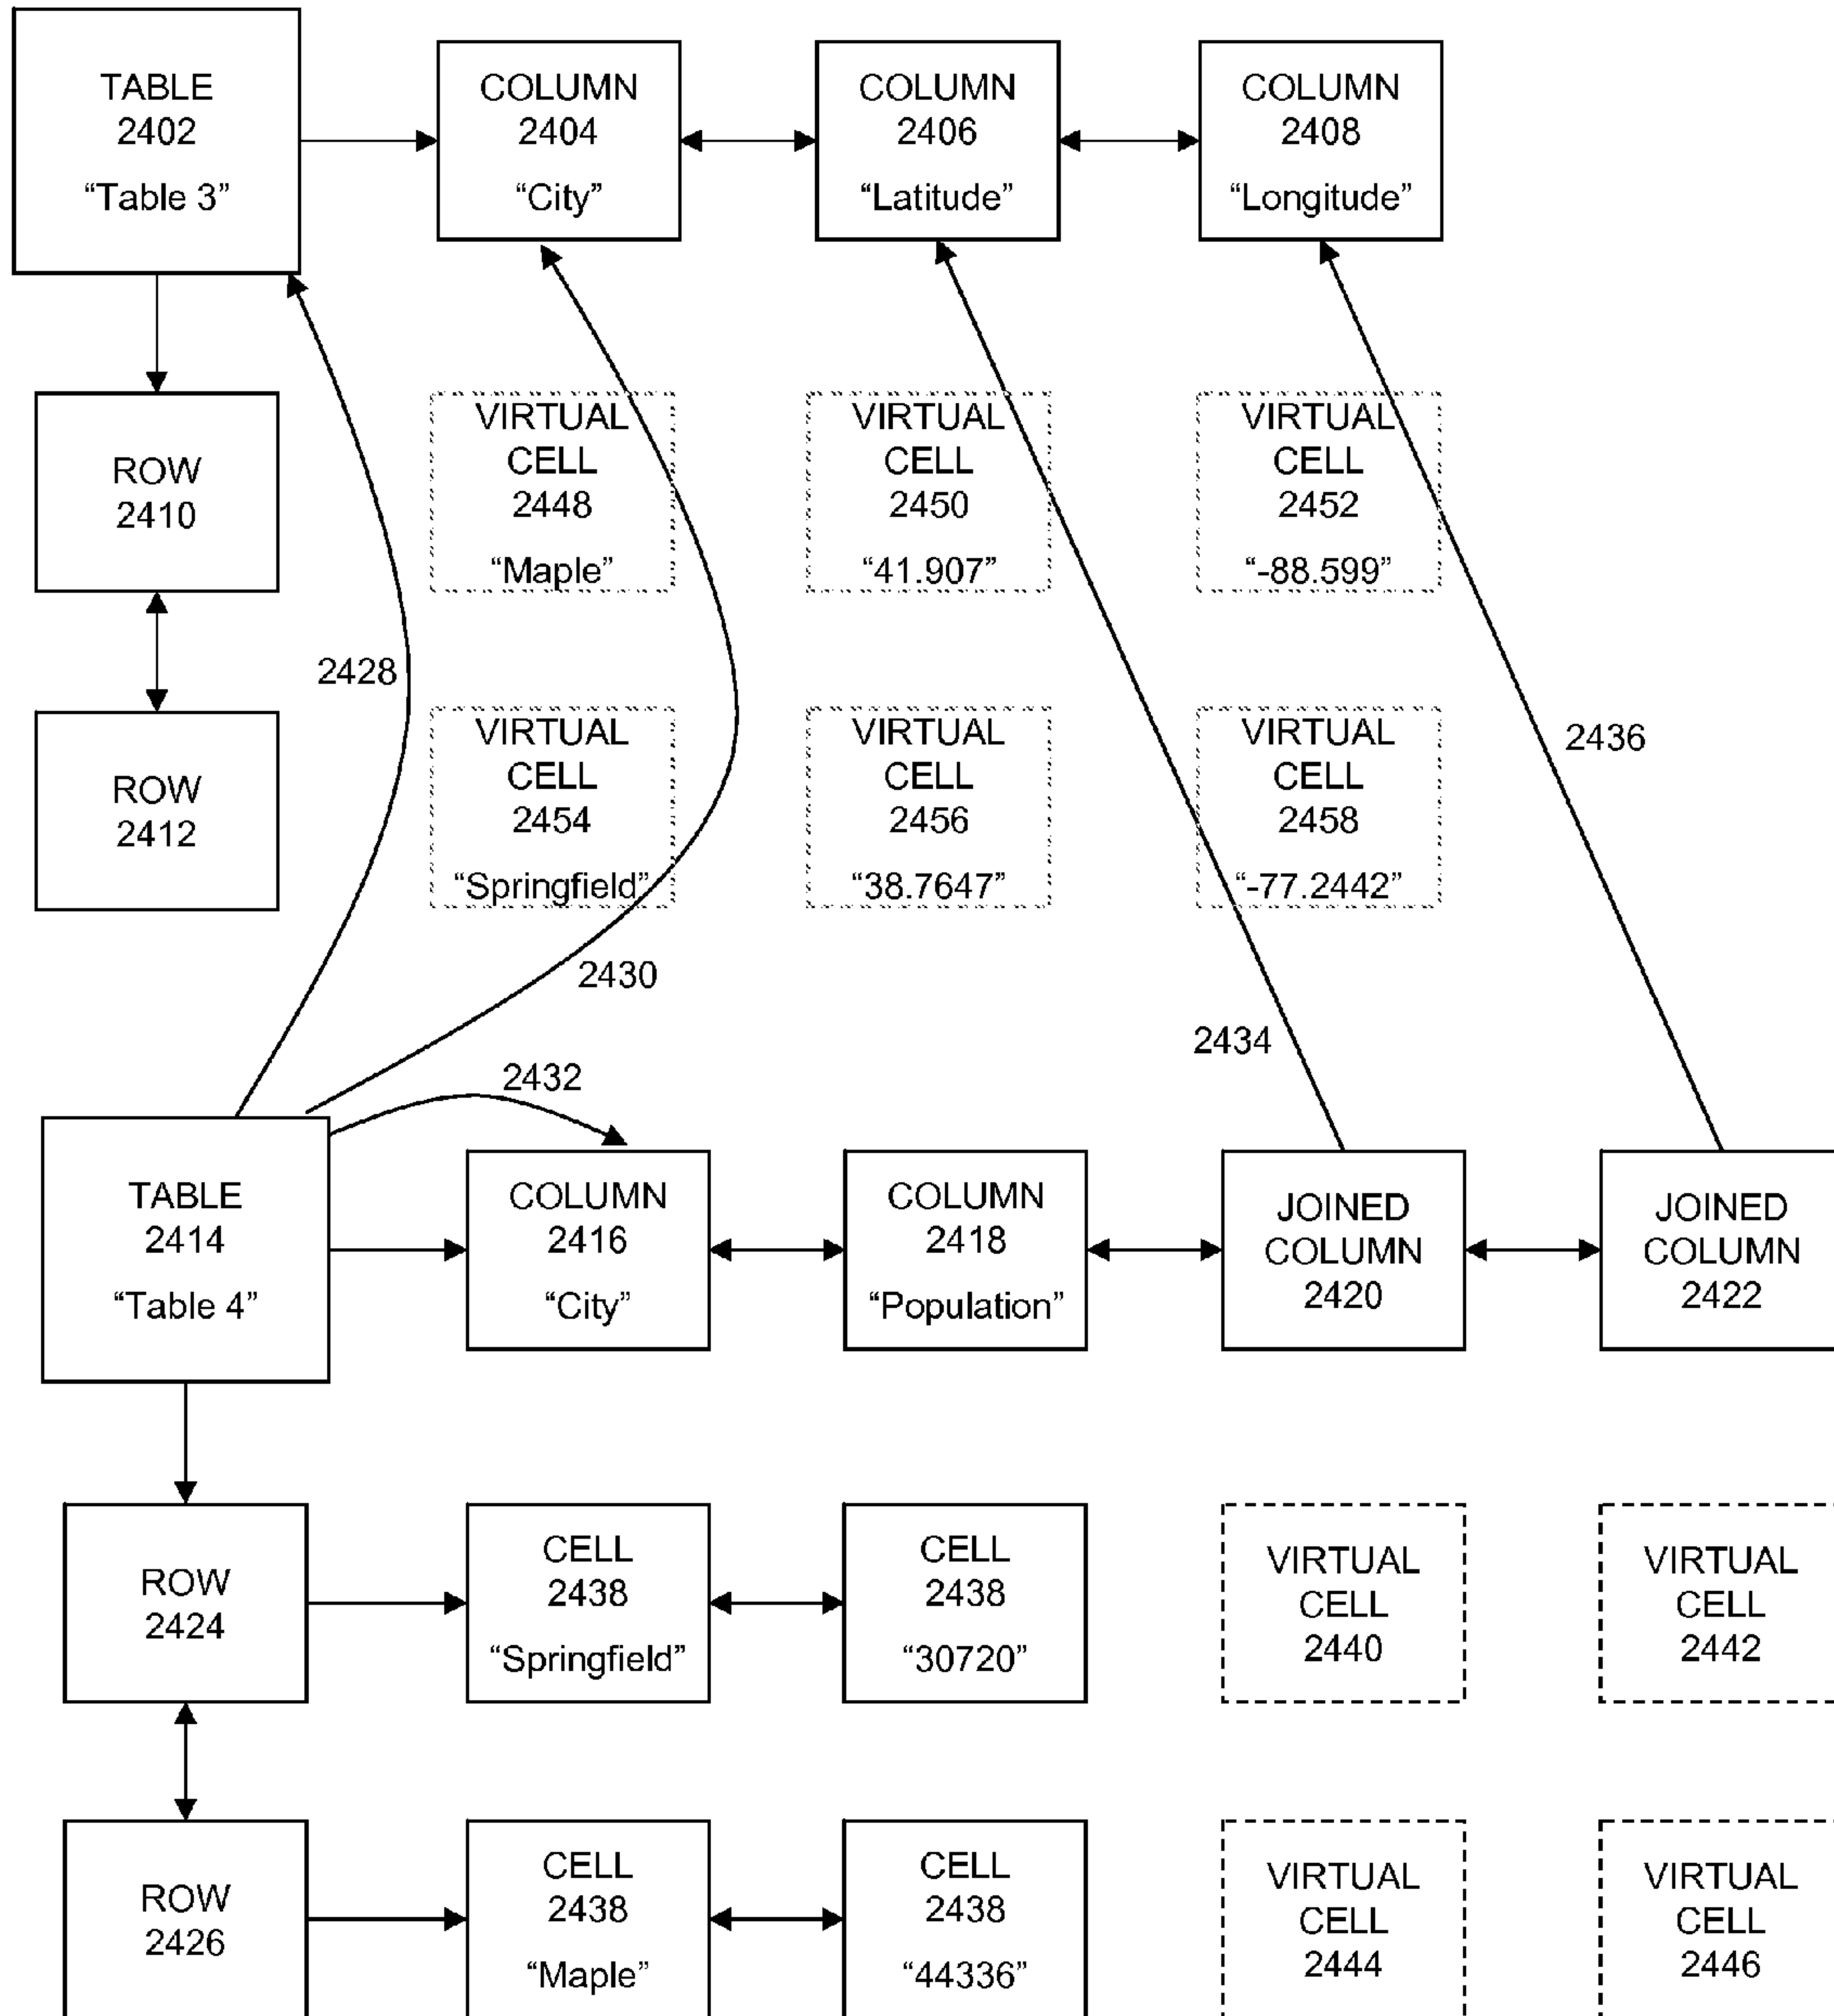 TABLE
2402
“Table 3”
COLUMN
2404
“City”
COLUMN
2406
“Latitude”
COLUMN
2408
“Longitude”
ROW
2410
VIRTUAL
CELL
2448
“Maple”
VIRTUAL
CELL
2450
“41.907”
VIRTUAL
CELL
2452
“-88.599”
2428
2436
ROW
2412
VIRTUAL
CELL
2454
“Springfield”
VIRTUAL
CELL
2456
“38.7647”
VIRTUAL
CELL
2458
“-77.2442”
2430
2434
2432
TABLE
2414
“Table 4”
COLUMN
2416
“City”
COLUMN
2418
“Population”
JOINED
COLUMN
2420
JOINED
COLUMN
2422
ROW
2424
CELL
2438
“Springfield”
CELL
2438
“30720”
VIRTUAL
CELL
2440
VIRTUAL
CELL
2442
ROW
2426
CELL
2438
“Maple”
CELL
2438
“44336”
VIRTUAL
CELL
2444
VIRTUAL
CELL
2446